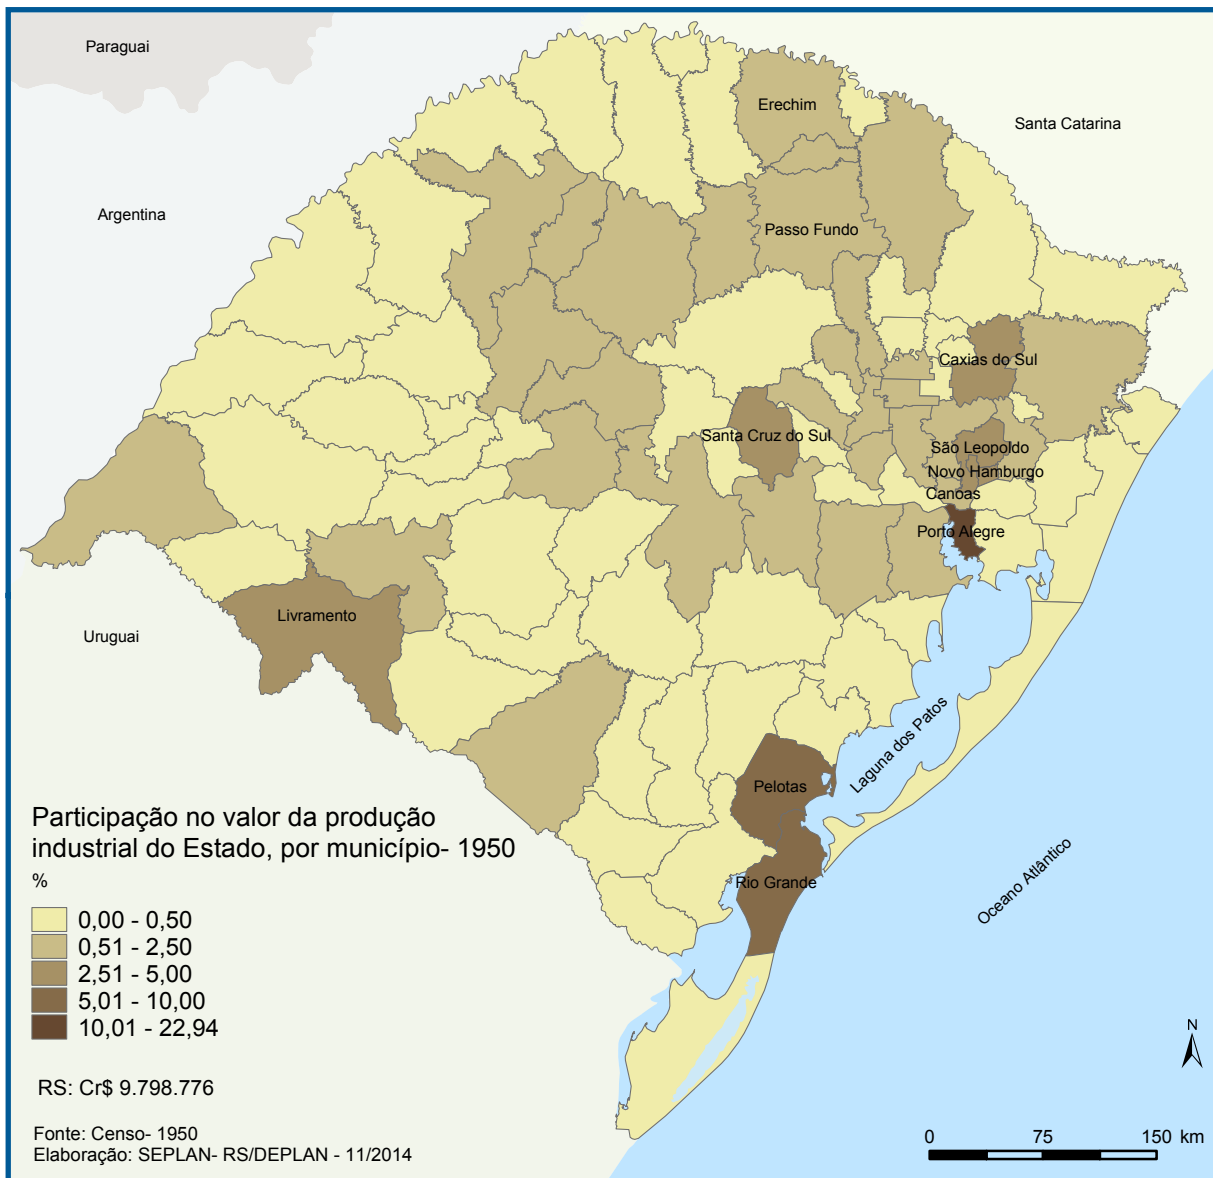 Paraguai
Erechim
Santa Catarina
Argentina
Passo Fundo
Caxias do Sul
Santa Cruz do Sul
São Leopoldo
Novo Hamburgo
Canoas
Porto Alegre
Livramento
Uruguai
Laguna dos Patos
Pelotas
Rio Grande
Oceano Atlântico
Participação no valor da produção
industrial do Estado, por município- 1950
%
0,00 - 0,50
0,51 - 2,50
2,51 - 5,00
5,01 - 10,00
10,01 - 22,94
RS: Cr$ 9.798.776
Fonte: Censo- 1950
Elaboração: SEPLAN- RS/DEPLAN - 11/2014
N
0 75 150 km